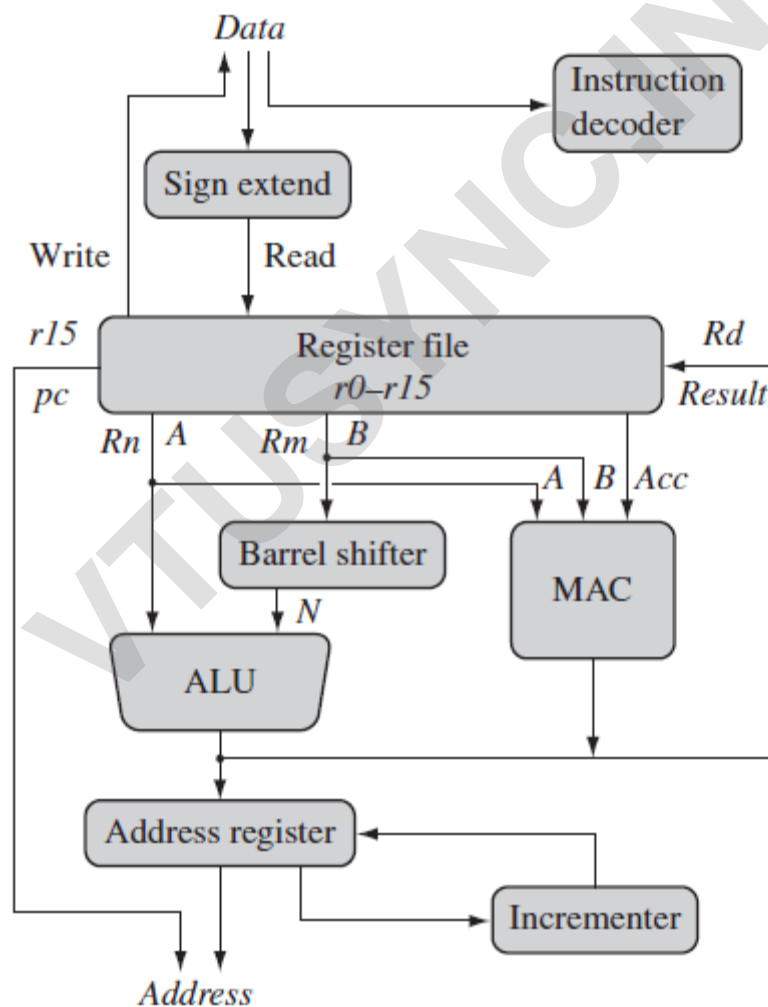 Data
Instruction
decoder
Sign extend
Write
Read
r15
Register file
Rd
pc
r0–r15
Result
Rn
A
Rm
B
A
B
Acc
Barrel shifter
MAC
N
ALU
Address register
Incrementer
Address
VTUSYNC.IN